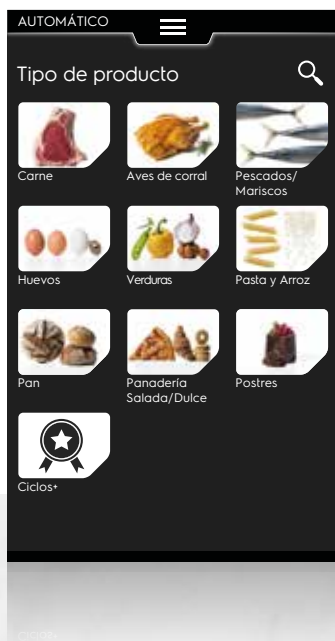 AUTOMÁTICO
Tipo de producto
Carne
Aves de corral
Pescados/
Mariscos
Huevos
Verduras
Pasta y Arroz
Pan
Panadería
Salada/Dulce
Postres
Ciclos+